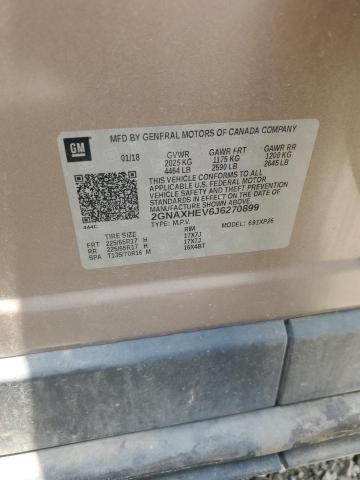 GM
MFD BY GENERAL MOTORS OF CANADA COMPANY
01/18 GVWR GAWR FRT GAWR RR
2025 KG 1175 KG 1200 KG
4464 LB 2590 LB 2645 LB
THIS VEHICLE CONFORMS TO ALL
APPLICABLE U.S. FEDERAL MOTOR
VEHICLE SAFETY AND THEFT
PREVENTION STANDARDS IN EFFECT
ON THE DATE OF MANUFACTURE
SHOWN ABOVE.
2GNAXHEV6J6270899
TYPE: M.P.V. MODEL: 691XP26
TIRE SIZE RIM
FRT 225/65R17 H 17X7J
RR 225/65R17 H 17X7J
SPA T135/70R16 M 16X4BT